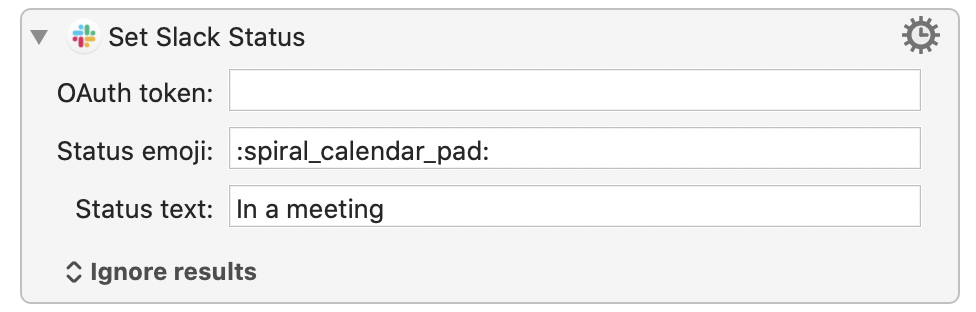 Set Slack Status
OAuth token:
Status emoji: :spiral_calendar_pad:
Status text: In a meeting
Ignore results